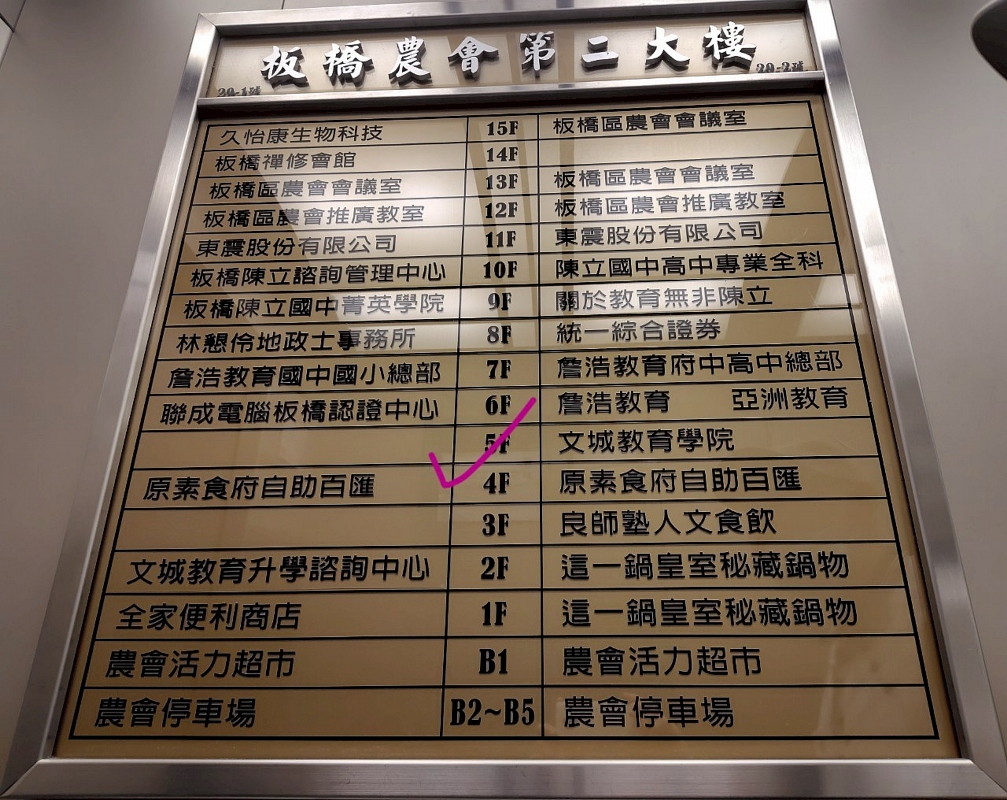 板橋農會第二大樓
29-1號 29-2號
久怡康生物科技 15F 板橋區農會會議室
板橋禪修會館 14F
板橋區農會會議室 13F 板橋區農會會議室
板橋區農會推廣教室 12F 板橋區農會推廣教室
東震股份有限公司 11F 東震股份有限公司
板橋陳立諮詢管理中心 10F 陳立國中高中專業全科
板橋陳立國中菁英學院 9F 關於教育無非陳立
林懇伶地政士事務所 8F 統一綜合證券
詹浩教育國中國小總部 7F 詹浩教育府中高中總部
聯成電腦板橋認證中心 6F 詹浩教育 亞洲教育
5F 文城教育學院
原素食府自助百匯 4F 原素食府自助百匯
3F 良師塾人文食飲
文城教育升學諮詢中心 2F 這一鍋皇室秘藏鍋物
全家便利商店 1F 這一鍋皇室秘藏鍋物
農會活力超市 B1 農會活力超市
農會停車場 B2~B5 農會停車場